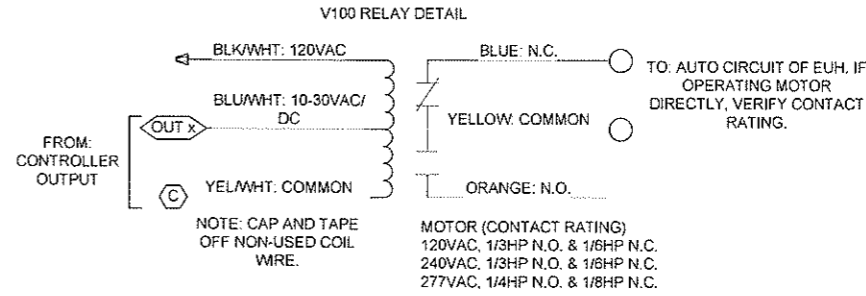 V100 RELAY DETAIL
BLK/WHT: 120VAC
BLU/WHT: 10-30VAC/
DC
OUT x
FROM:
CONTROLLER
OUTPUT
C
YEL/WHT: COMMON
NOTE: CAP AND TAPE
OFF NON-USED COIL
WIRE.
BLUE: N.C.
YELLOW: COMMON
ORANGE: N.O.
TO: AUTO CIRCUIT OF EUH. IF
OPERATING MOTOR
DIRECTLY, VERIFY CONTACT
RATING.
MOTOR (CONTACT RATING)
120VAC, 1/3HP N.O. & 1/6HP N.C.
240VAC, 1/3HP N.O. & 1/6HP N.C.
277VAC, 1/4HP N.O. & 1/8HP N.C.